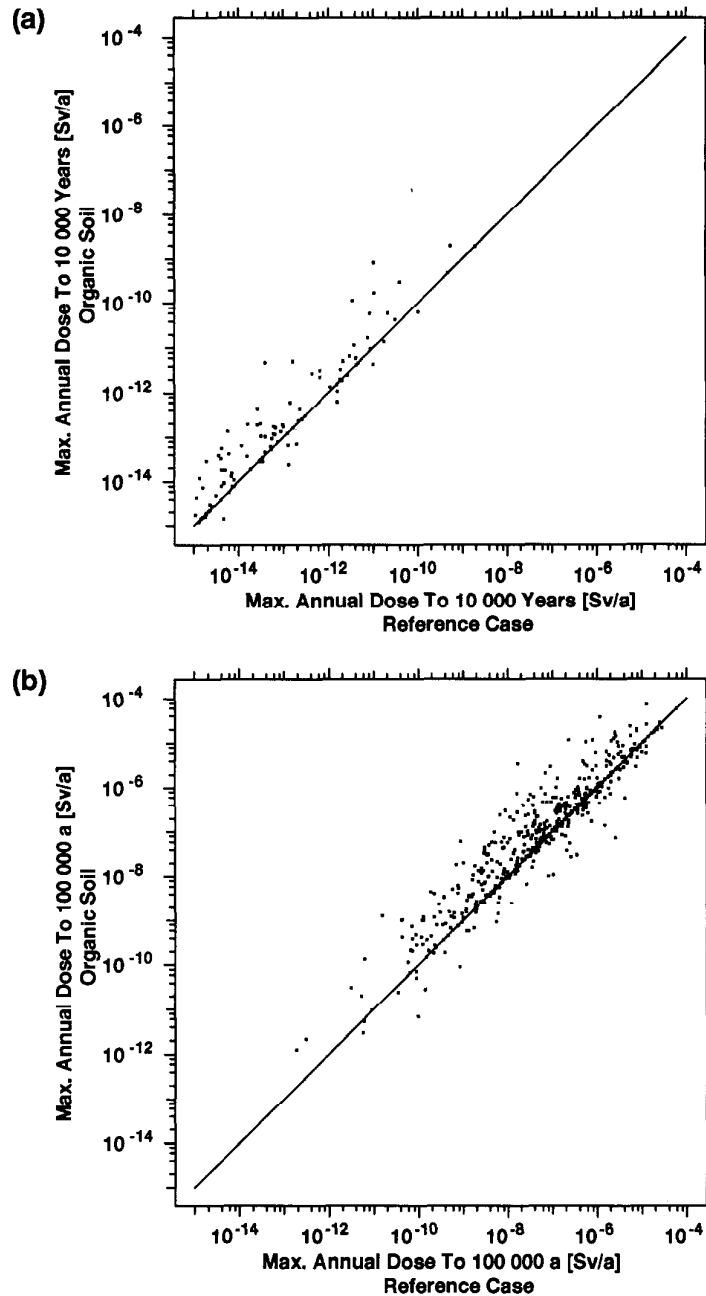 (a)
Max. Annual Dose To 10 000 Years [Sv/a]
Organic Soil
10 -4
10 -6
10 -8
10 -10
10 -12
10 -14
10 -14 10 -12 10 -10 10 -8 10 -6 10 -4
Max. Annual Dose To 10 000 Years [Sv/a]
Reference Case
(b)
Max. Annual Dose To 100 000 a [Sv/a]
Organic Soil
10 -4
10 -6
10 -8
10 -10
10 -12
10 -14
10 -14 10 -12 10 -10 10 -8 10 -6 10 -4
Max. Annual Dose To 100 000 a [Sv/a]
Reference Case